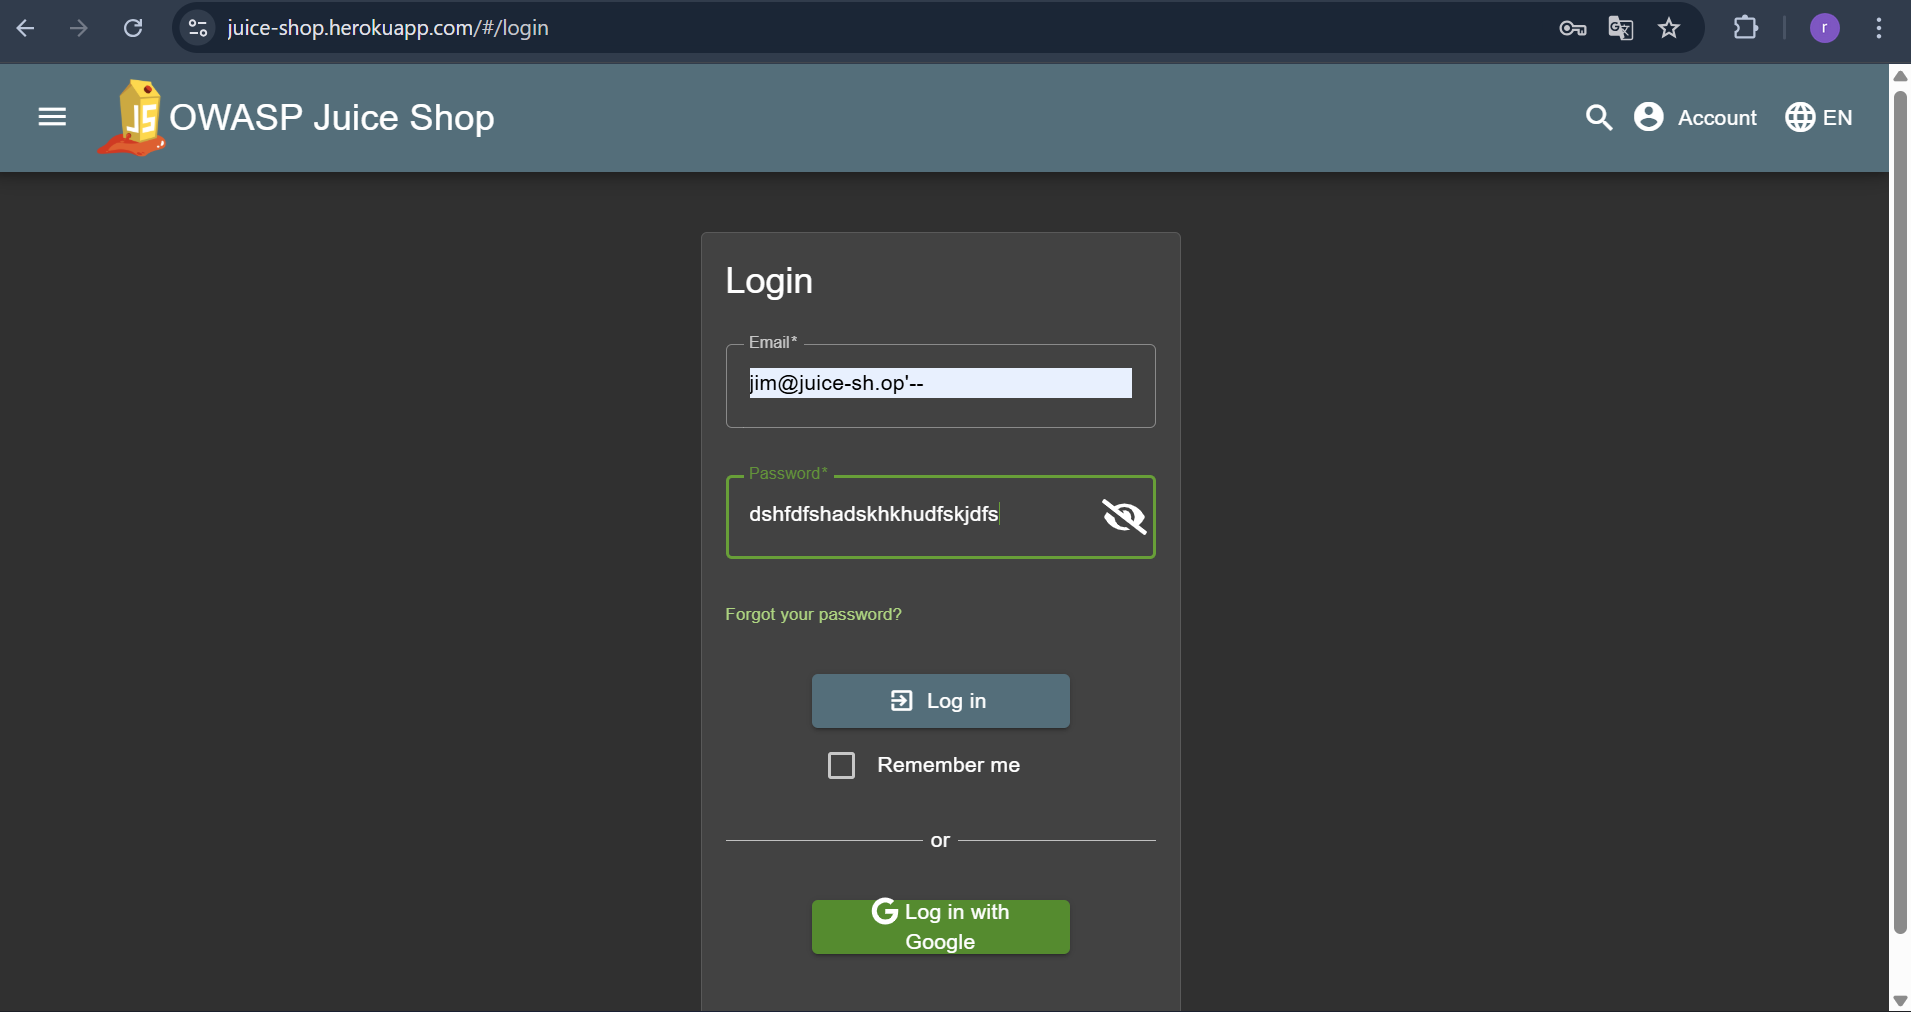 juice-shop.herokuapp.com/#/login
r
JS
OWASP Juice Shop
Account
EN
Login
Email*
jim@juice-sh.op'--
Password*
dshfdfshadskhkhudfskjdfs
Forgot your password?
Log in
Remember me
or
G Log in with
Google